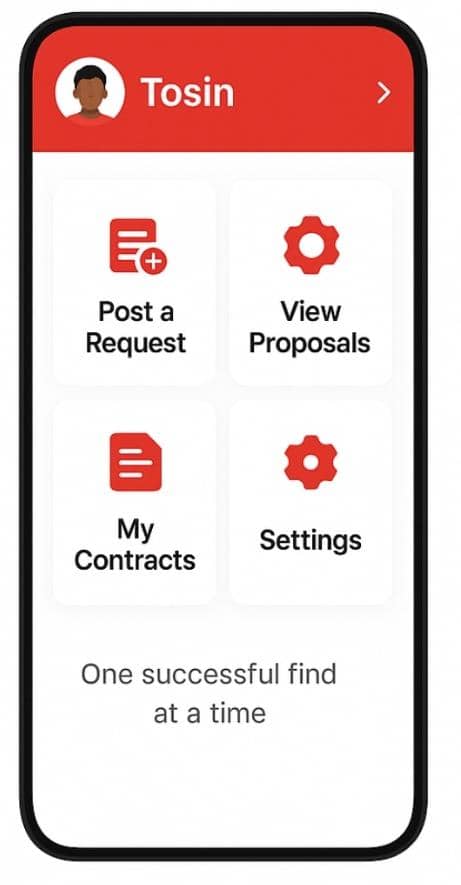 Tosin
Post a
Request
View
Proposals
My
Contracts
Settings
One successful find
at a time